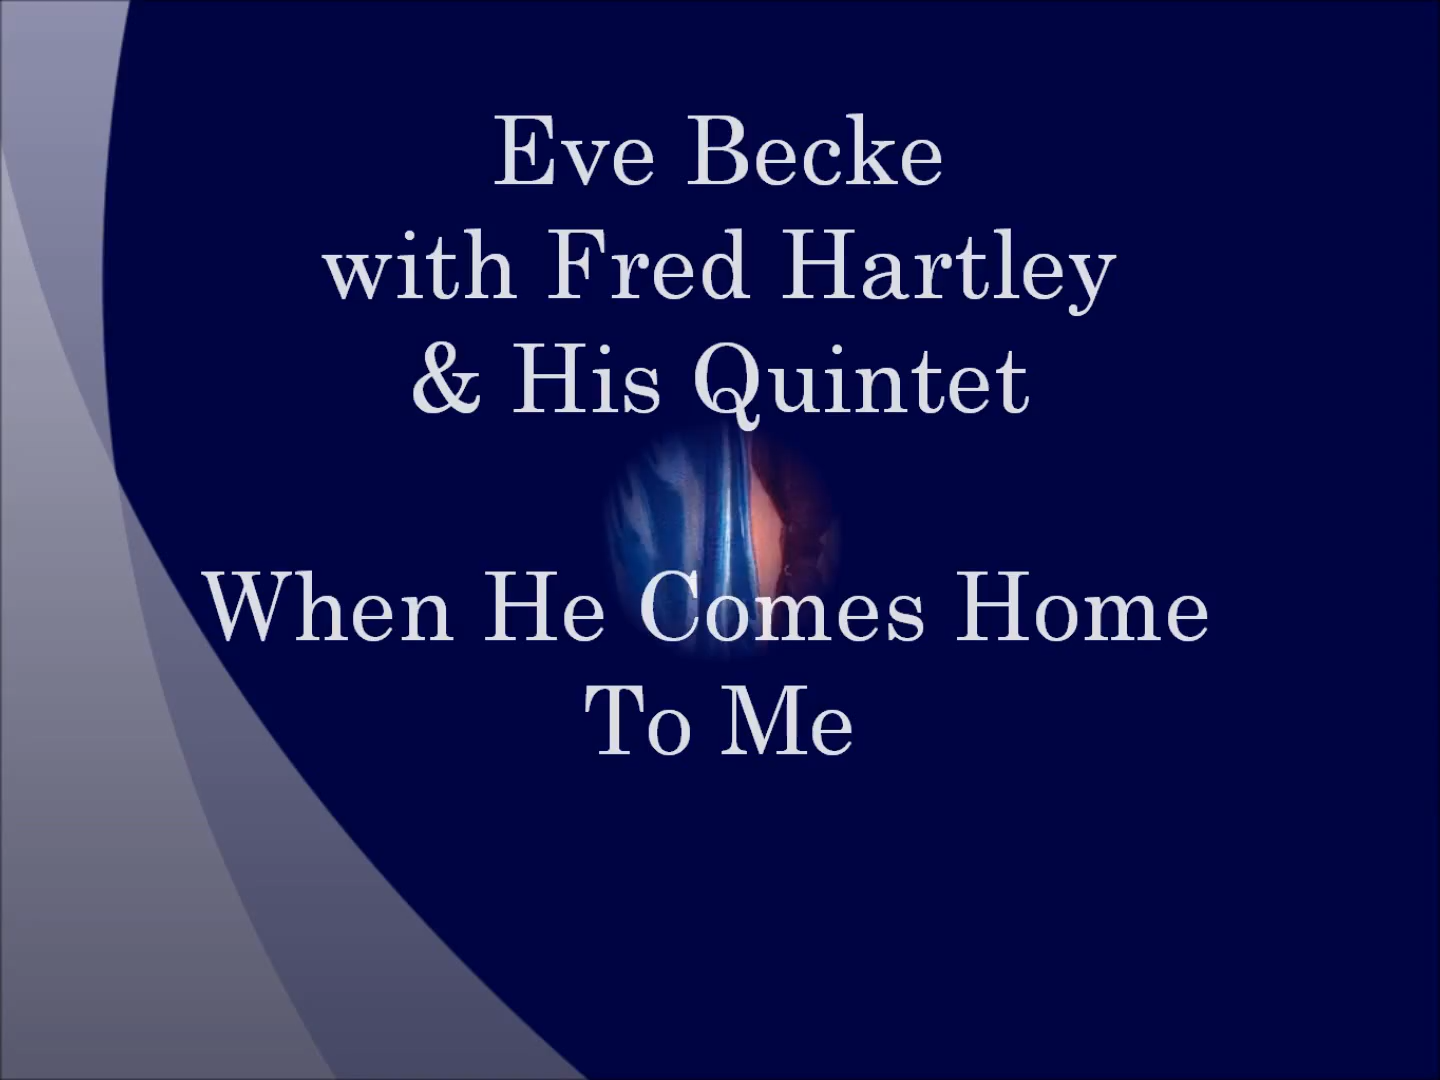 Eve Becke
with Fred Hartley
& His Quintet
When He Comes Home
To Me